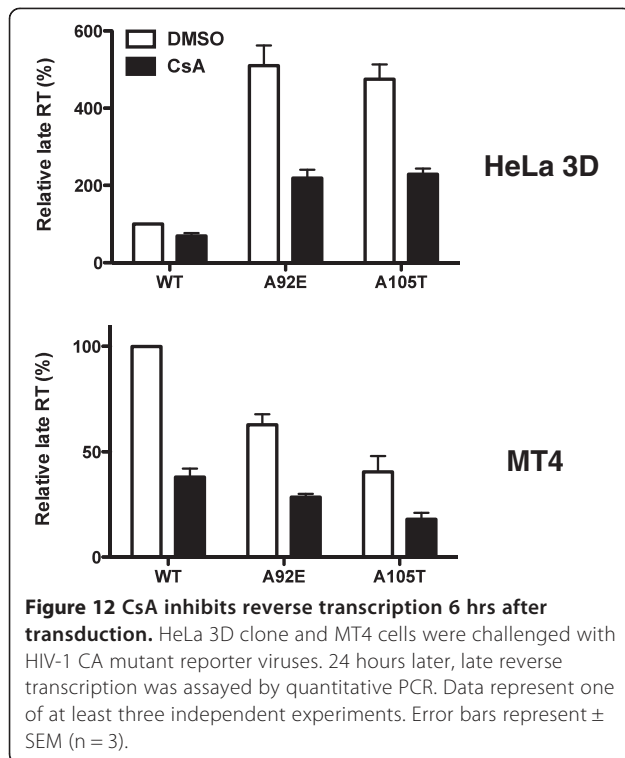 600
DMSO
CsA
400
200
0
Relative late RT (%)
WT
A92E
A105T
HeLa 3D
100
50
0
Relative late RT (%)
WT
A92E
A105T
MT4
Figure 12 CsA inhibits reverse transcription 6 hrs after
transduction. HeLa 3D clone and MT4 cells were challenged with
HIV-1 CA mutant reporter viruses. 24 hours later, late reverse
transcription was assayed by quantitative PCR. Data represent one
of at least three independent experiments. Error bars represent ±
SEM (n = 3).